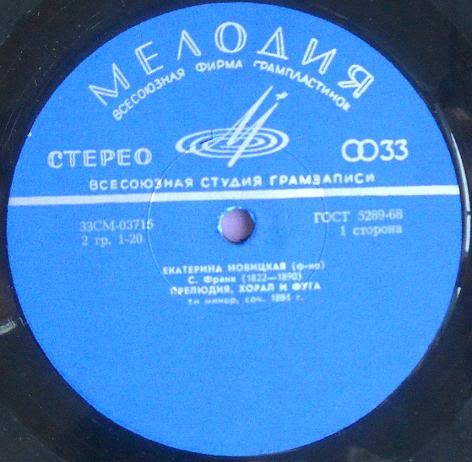 МЕЛОДИЯ
ВСЕСОЮЗНАЯ ФИРМА ГРАМПЛАСТИНОК
СТЕРЕО
33
ВСЕСОЮЗНАЯ СТУДИЯ ГРАМЗАПИСИ
33СМ-03715
ГОСТ 5289-68
2 гр. 1-20
1 сторона
ЕКАТЕРИНА НОВИЦКАЯ (ф-но)
С. Франк (1822—1890)
ПРЕЛЮДИЯ, ХОРАЛ И ФУГА
си минор, соч. 1884 г.